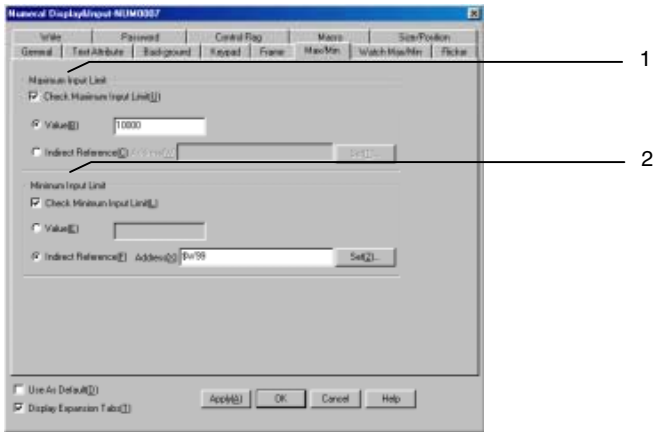 Numeral Display&Input-NUM0007
Write Password Control Flag Macro Size/Position
General Text Attribute Background Keypad Frame Max/Min Watch Max/Min Flicker
1
Maximum Input Limit
Check Maximum Input Limit(U)
Value(B) 10000
Indirect Reference(C) Address(A) Set(1)...
2
Minimum Input Limit
Check Minimum Input Limit(L)
Value(E)
Indirect Reference(F) Address(X) $W99
Set(2)...
Use As Default(D)
Display Expansion Tabs(T)
Apply(A) OK Cancel Help